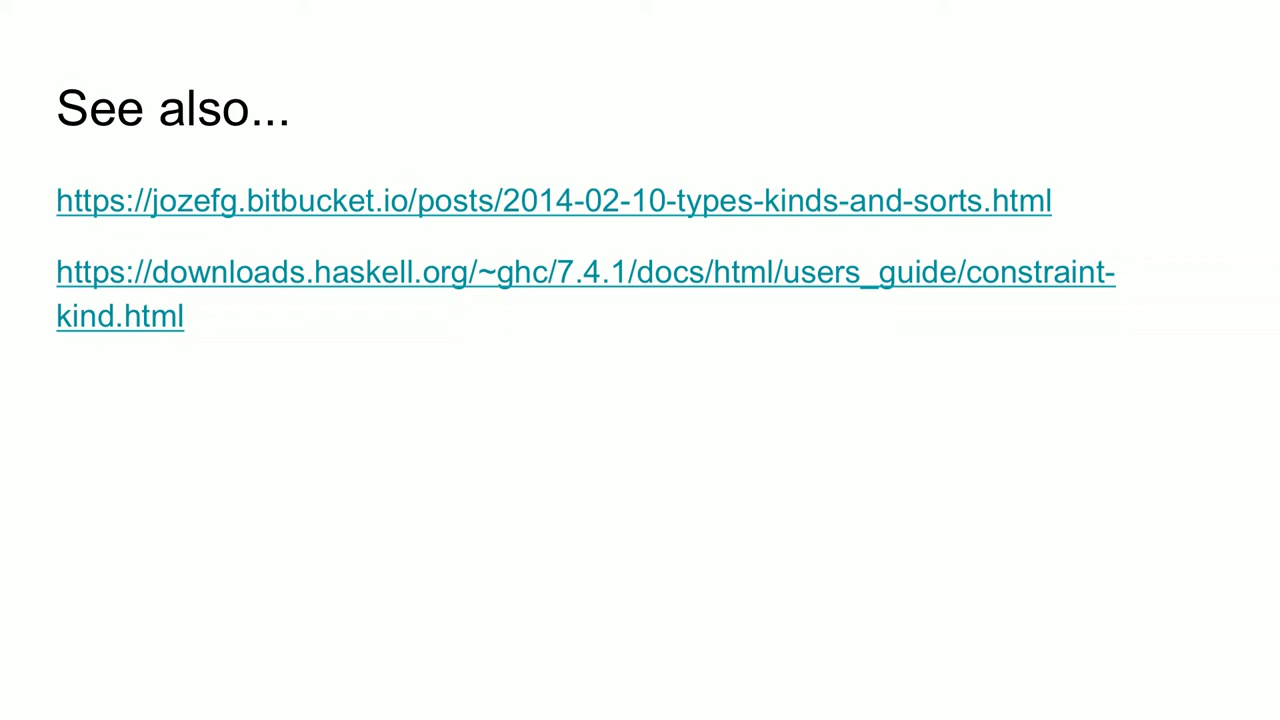 See also...
https://jozefg.bitbucket.io/posts/2014-02-10-types-kinds-and-sorts.html
https://downloads.haskell.org/~ghc/7.4.1/docs/html/users_guide/constraint-
kind.html